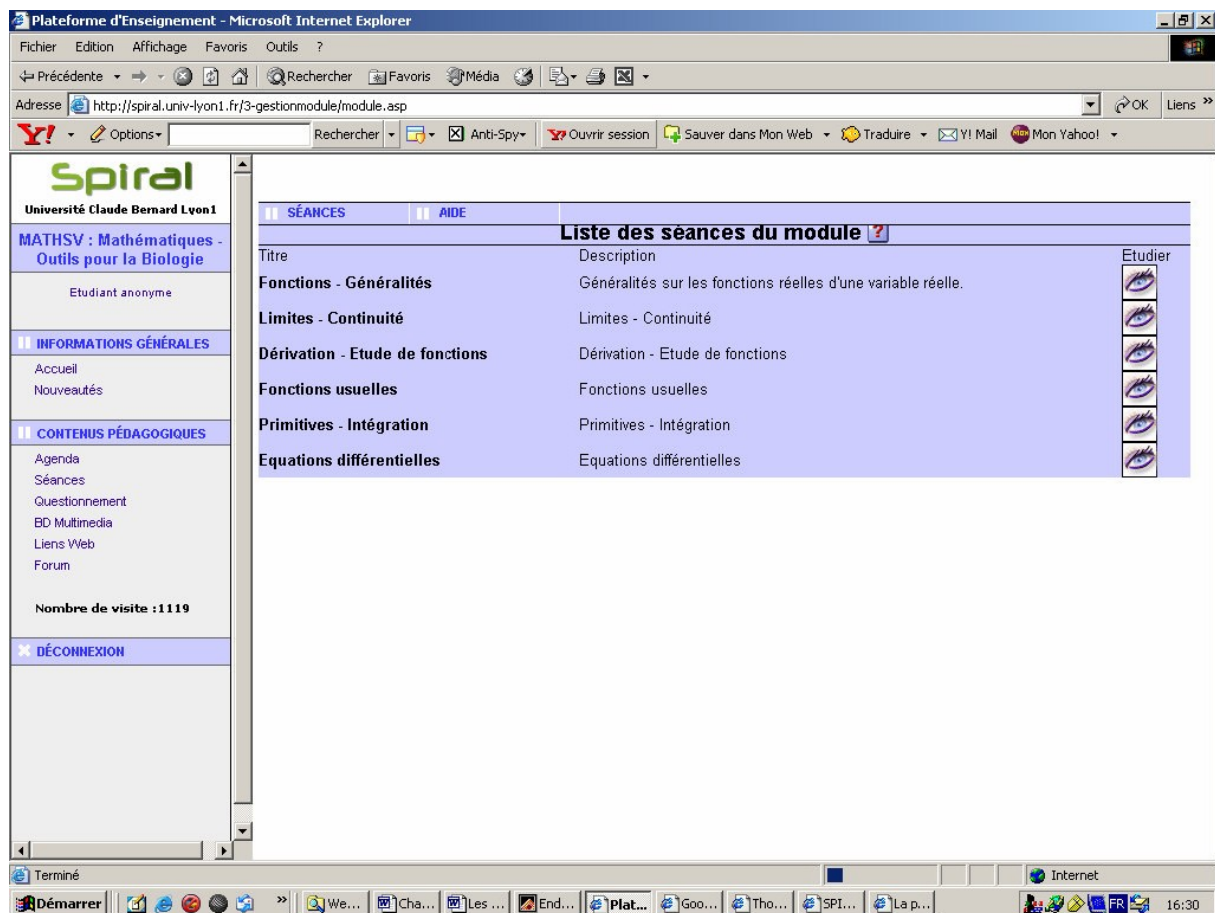 Plateforme d'Enseignement - Microsoft Internet Explorer
Fichier Edition Affichage Favoris Outils ?
Précédente Rechercher Favoris Média
Adresse http://spiral.univ-lyon1.fr/3-gestionmodule/module.asp OK Liens »
Y! Options Rechercher Anti-Spy Ouvrir session Sauver dans Mon Web Traduire Y! Mail Mon Yahoo!
Spiral
Université Claude Bernard Lyon1
MATHSV : Mathématiques -
Outils pour la Biologie
Etudiant anonyme
INFORMATIONS GÉNÉRALES
Accueil
Nouveautés
CONTENUS PÉDAGOGIQUES
Agenda
Séances
Questionnement
BD Multimedia
Liens Web
Forum
Nombre de visite :1119
DÉCONNEXION
SÉANCES AIDE
Liste des séances du module ?
Titre Description Etudier
Fonctions - Généralités Généralités sur les fonctions réelles d'une variable réelle.
Limites - Continuité Limites - Continuité
Dérivation - Etude de fonctions Dérivation - Etude de fonctions
Fonctions usuelles Fonctions usuelles
Primitives - Intégration Primitives - Intégration
Equations différentielles Equations différentielles
Terminé Internet
Démarrer » We... Cha... Les ... End... Plat... Goo... Tho... SPI... La p... FR 16:30